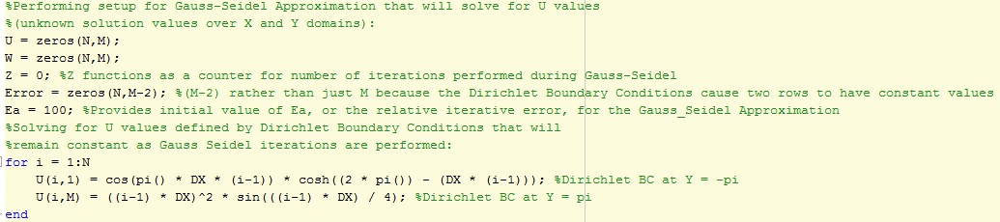 %Performing setup for Gauss-Seidel Approximation that will solve for U values
%(unknown solution values over X and Y domains):
U = zeros(N,M);
W = zeros(N,M);
Z = 0; %Z functions as a counter for number of iterations performed during Gauss-Seidel
Error = zeros(N,M-2); %(M-2) rather than just M because the Dirichlet Boundary Conditions cause two rows to have constant values
Ea = 100; %Provides initial value of Ea, or the relative iterative error, for the Gauss_Seidel Approximation
%Solving for U values defined by Dirichlet Boundary Conditions that will
%remain constant as Gauss Seidel iterations are performed:
for i = 1:N
    U(i,1) = cos(pi() * DX * (i-1)) * cosh((2 * pi()) - (DX * (i-1))); %Dirichlet BC at Y = -pi
    U(i,M) = ((i-1) * DX)^2 * sin(((i-1) * DX) / 4); %Dirichlet BC at Y = pi
end